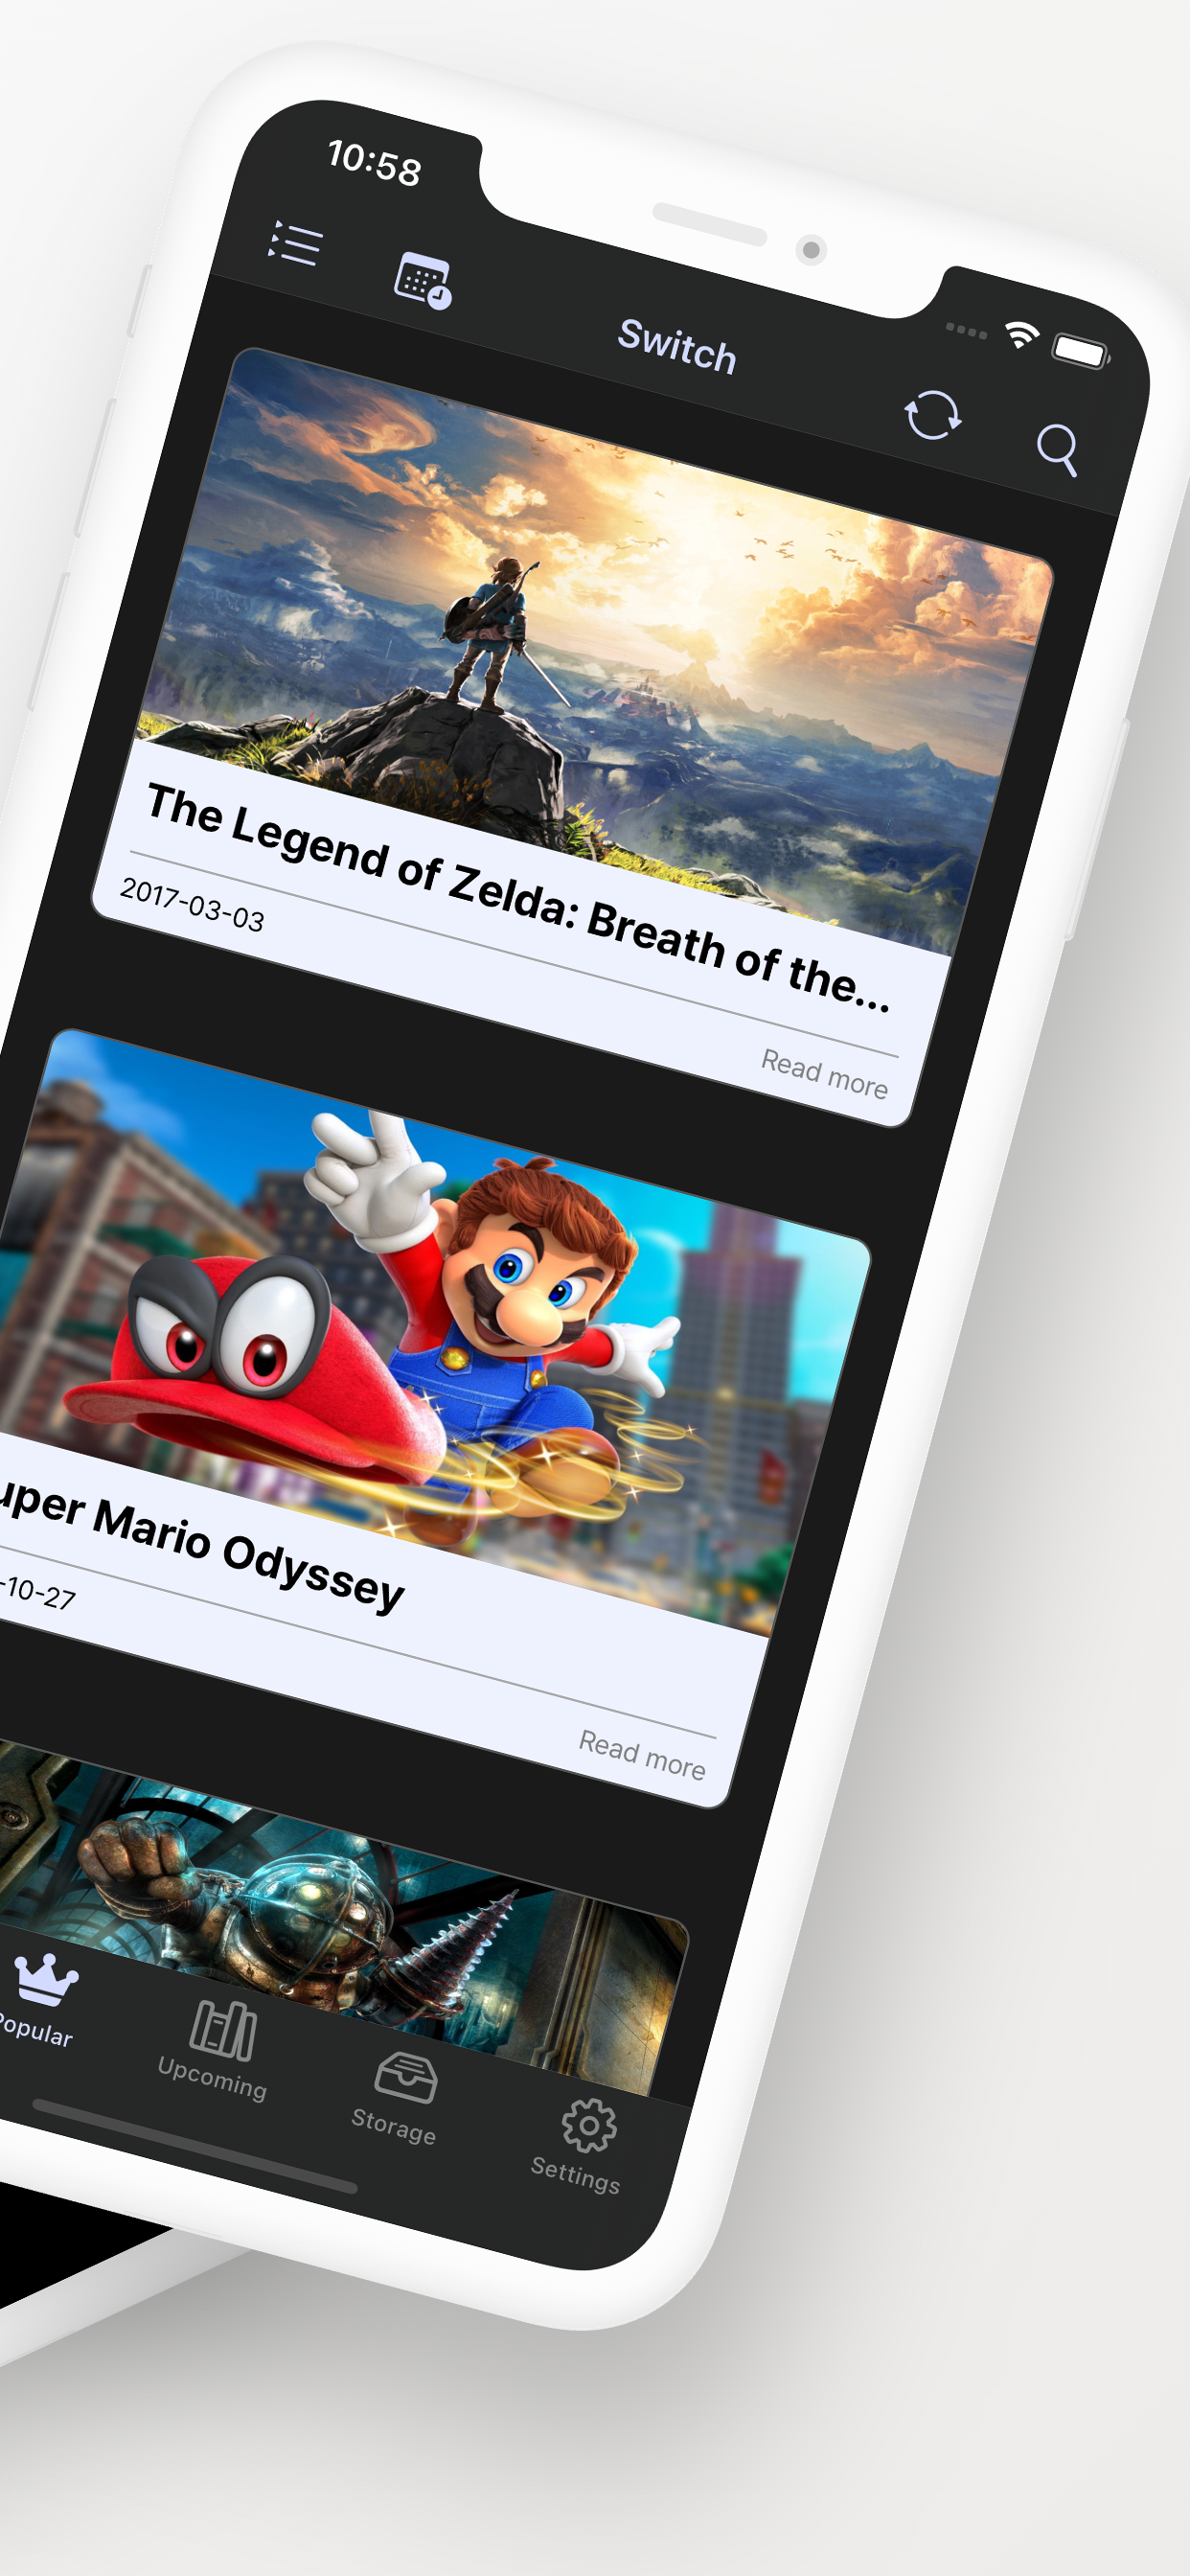 10:58
Switch
The Legend of Zelda: Breath of the...
2017-03-03
Read more
uper Mario Odyssey
-10-27
Read more
Popular
Upcoming
Storage
Settings